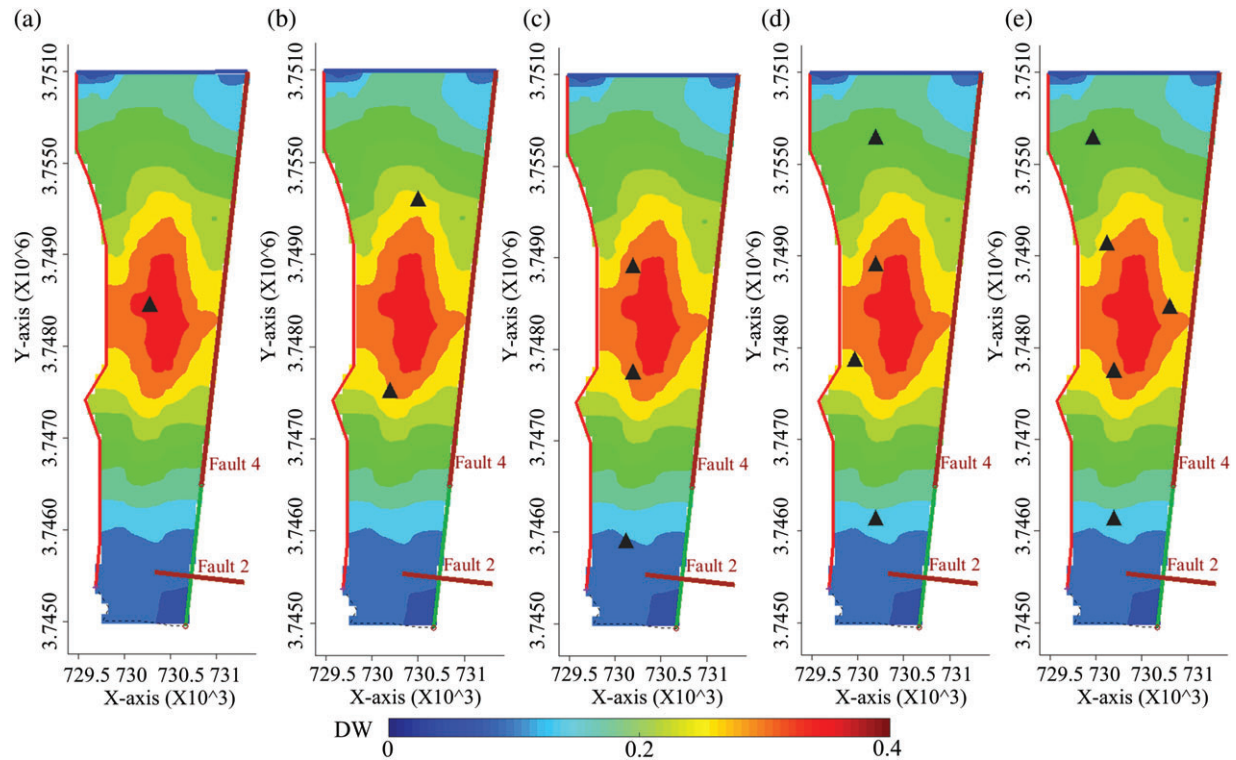 (a) (b) (c) (d) (e)
3.7510 3.7510 3.7510 3.7510 3.7510
3.7550 3.7550 3.7550 3.7550 3.7550
3.7490 3.7490 3.7490 3.7490 3.7490
Y-axis (X10^6) Y-axis (X10^6) Y-axis (X10^6) Y-axis (X10^6) Y-axis (X10^6)
3.7480 3.7480 3.7480 3.7480 3.7480
3.7470 3.7470 3.7470 3.7470 3.7470
Fault 4 Fault 4 Fault 4 Fault 4 Fault 4
3.7460 3.7460 3.7460 3.7460 3.7460
Fault 2 Fault 2 Fault 2 Fault 2 Fault 2
3.7450 3.7450 3.7450 3.7450 3.7450
729.5 730 730.5 731 729.5 730 730.5 731 729.5 730 730.5 731 729.5 730 730.5 731 729.5 730 730.5 731
X-axis (X10^3) X-axis (X10^3) X-axis (X10^3) X-axis (X10^3) X-axis (X10^3)
DW
0 0.2 0.4